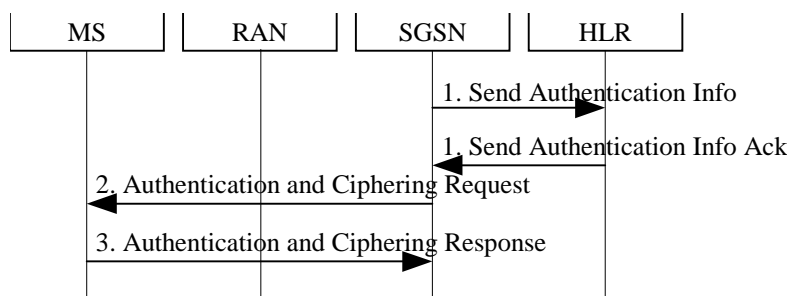 MS RAN SGSN HLR
1. Send Authentication Info
1. Send Authentication Info Ack
2. Authentication and Ciphering Request
3. Authentication and Ciphering Response